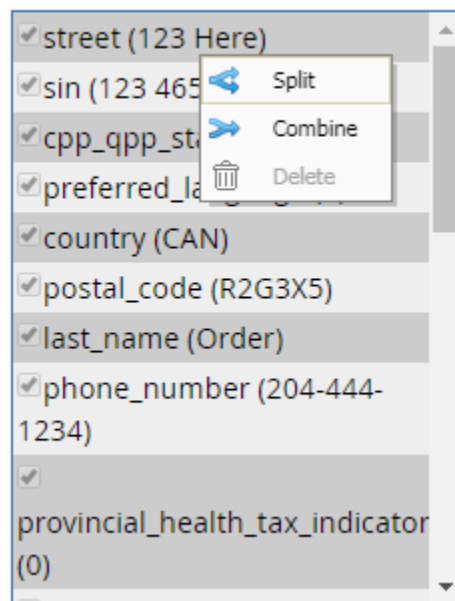 street (123 Here)
sin (123 465
Split
cpp_qpp_sta
Combine
preferred_la
Delete
country (CAN)
postal_code (R2G3X5)
last_name (Order)
phone_number (204-444-
1234)
provincial_health_tax_indicator
(0)